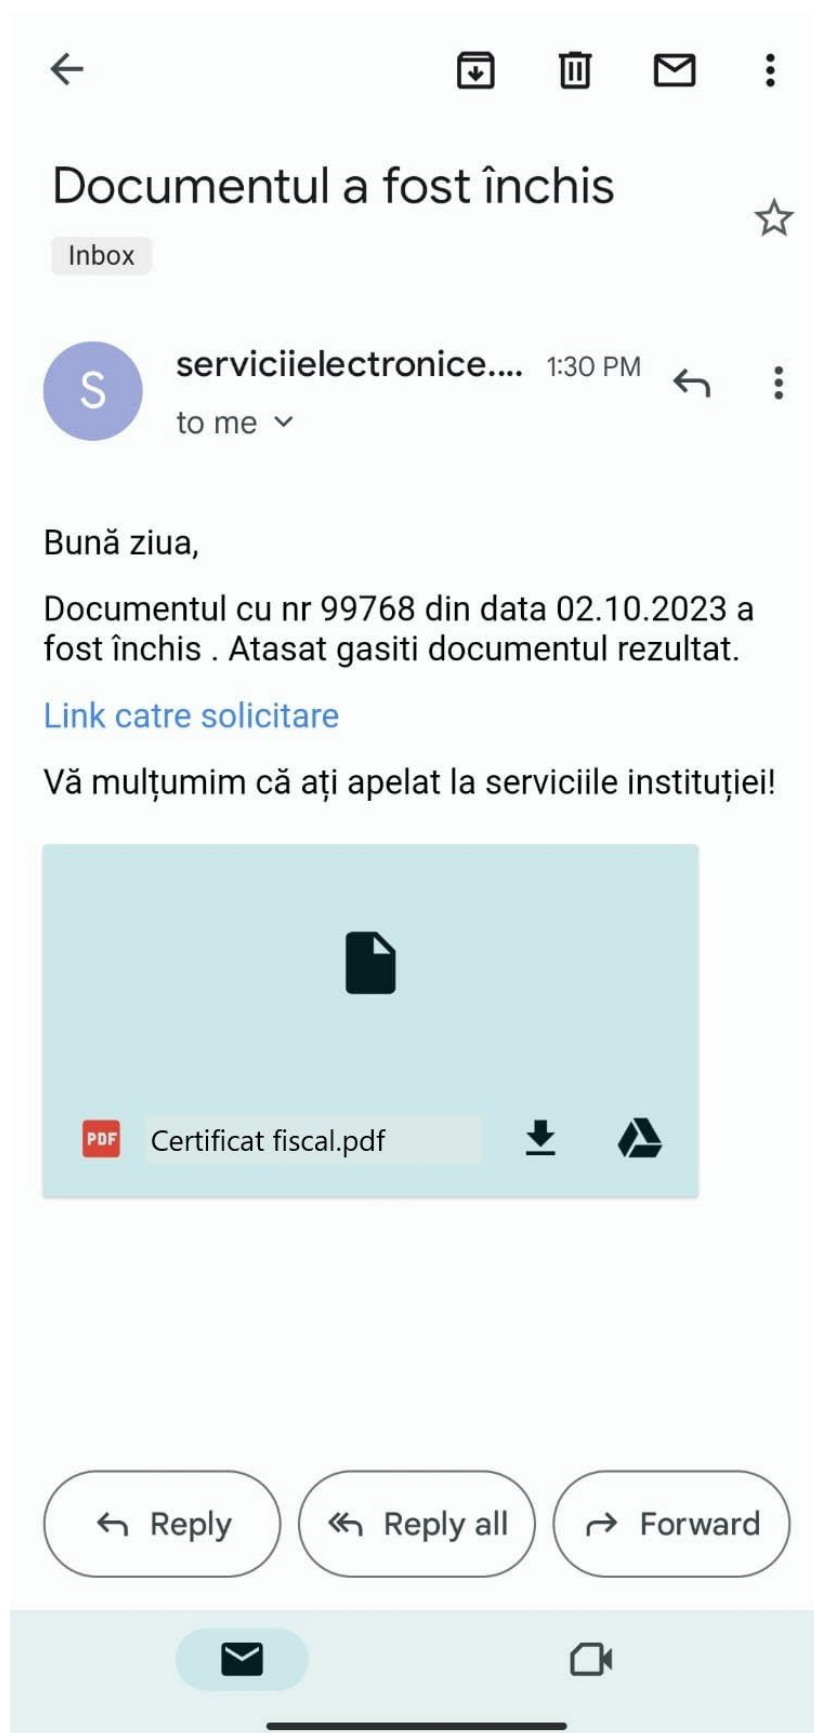 Documentul a fost închis
Inbox
S
serviciielectronice.... 1:30 PM
to me
Bună ziua,
Documentul cu nr 99768 din data 02.10.2023 a
fost închis . Atasat gasiti documentul rezultat.
Link catre solicitare
Vă mulțumim că ați apelat la serviciile instituției!
PDF Certificat fiscal.pdf
Reply Reply all Forward